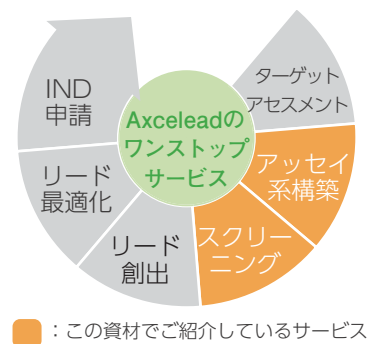 Axceleadの
ワンストップ
サービス
ターゲット
アセスメント
アッセイ
系構築
スクリー
ニング
リード
創出
リード
最適化
IND
申請
：この資材でご紹介しているサービス